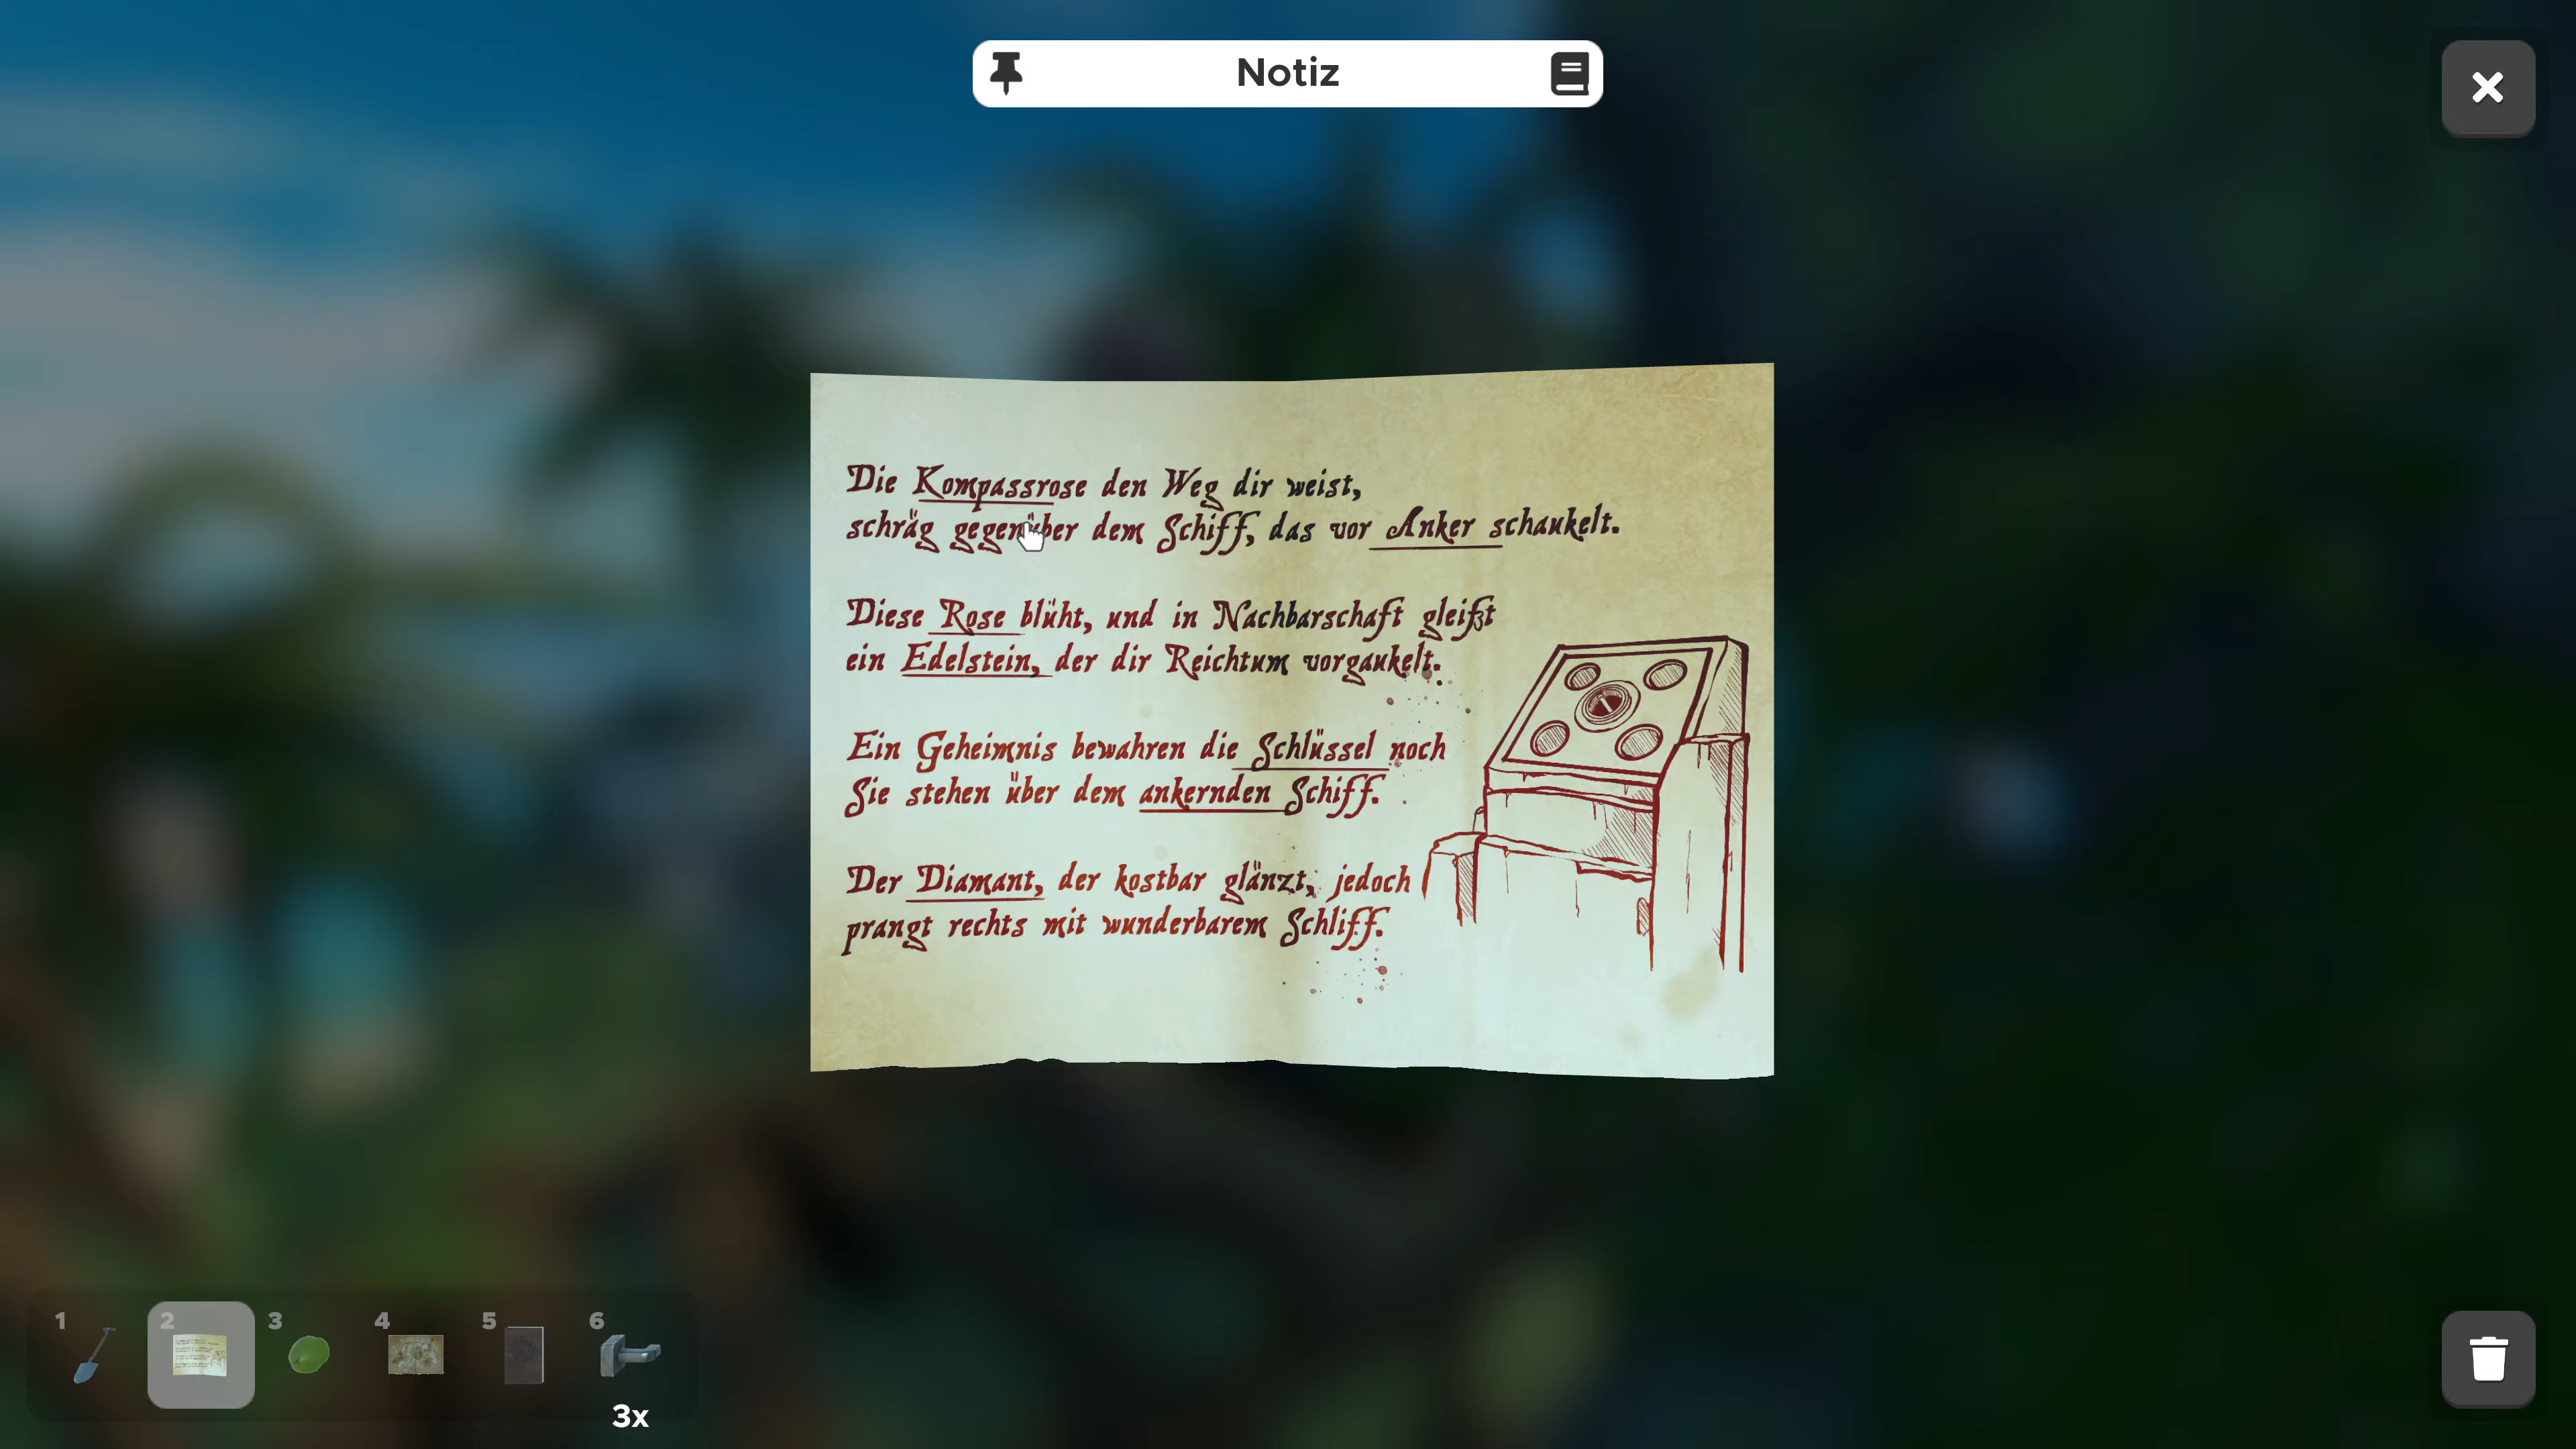 Notiz
Die Kompassrose den Weg dir weist,
schräg gegenüber dem Schiff, das vor Anker schaukelt.
Diese Rose blüht, und in Nachbarschaft gleißt
ein Edelstein, der dir Reichtum vorgaukelt.
Ein Geheimnis bewahren die Schlüssel noch
Sie stehen über dem ankernden Schiff.
Der Diamant, der kostbar glänzt, jedoch
prangt rechts mit wunderbarem Schliff.
1 2 3 4 5 6
3x